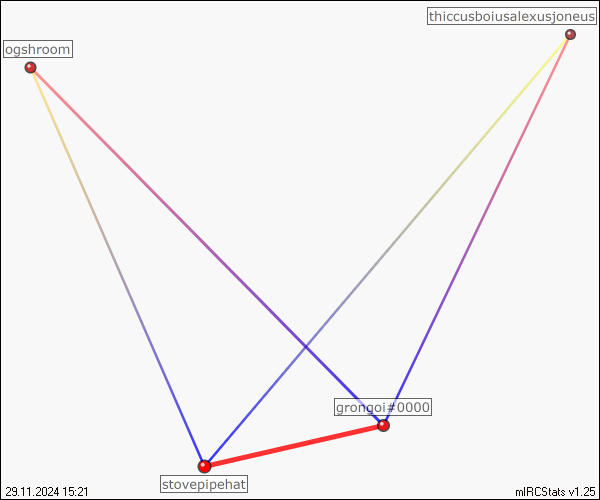 thiccusboiusalexusjoneus
ogshroom
grongoi#0000
stovepipehat
29.11.2024 15:21
mIRCStats v1.25